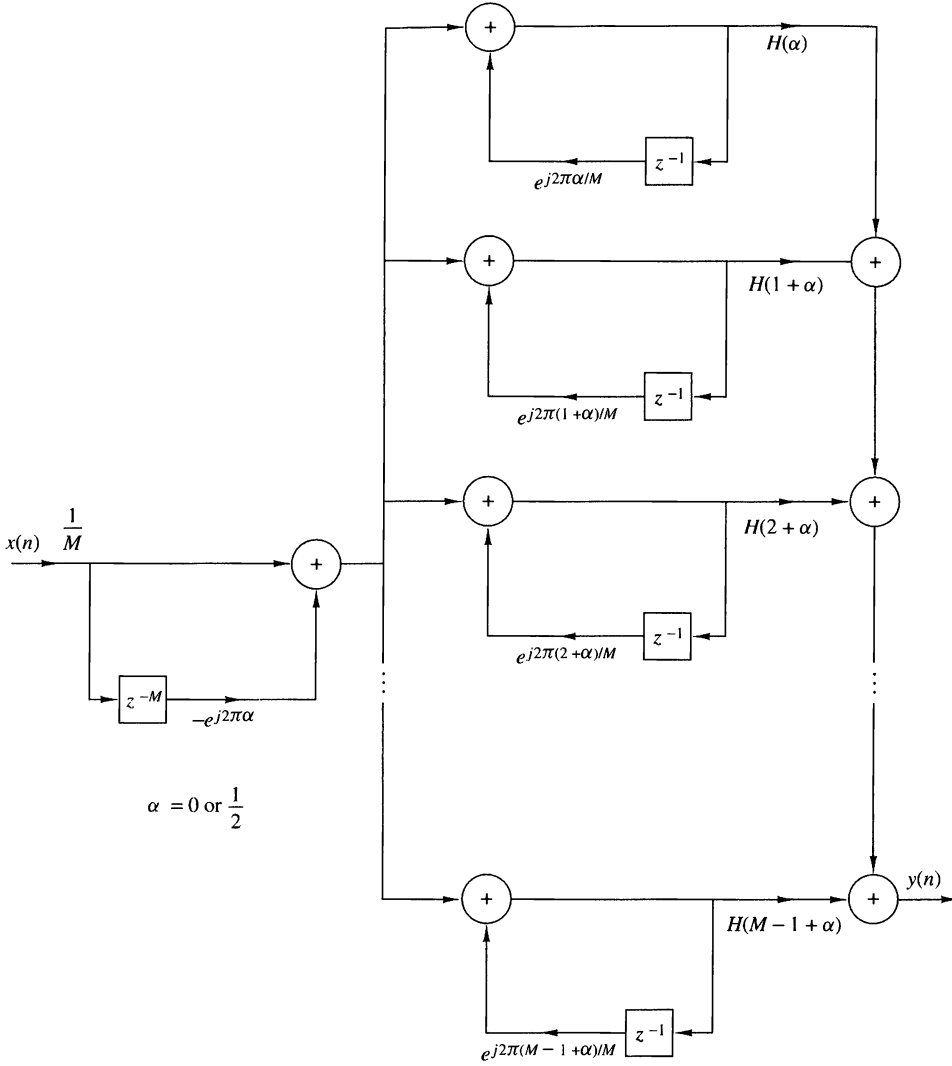 +
H(α)
z⁻¹
e^{j2πα/M}
+
+
H(1 + α)
z⁻¹
e^{j2π(1 +α)/M}
+
+
H(2 + α)
x(n)
1/M
+
z⁻¹
e^{j2π(2 +α)/M}
z^{−M}
−e^{j2πα}
α = 0 or 1/2
+
+
y(n)
H(M − 1 + α)
z⁻¹
e^{j2π(M − 1 +α)/M}